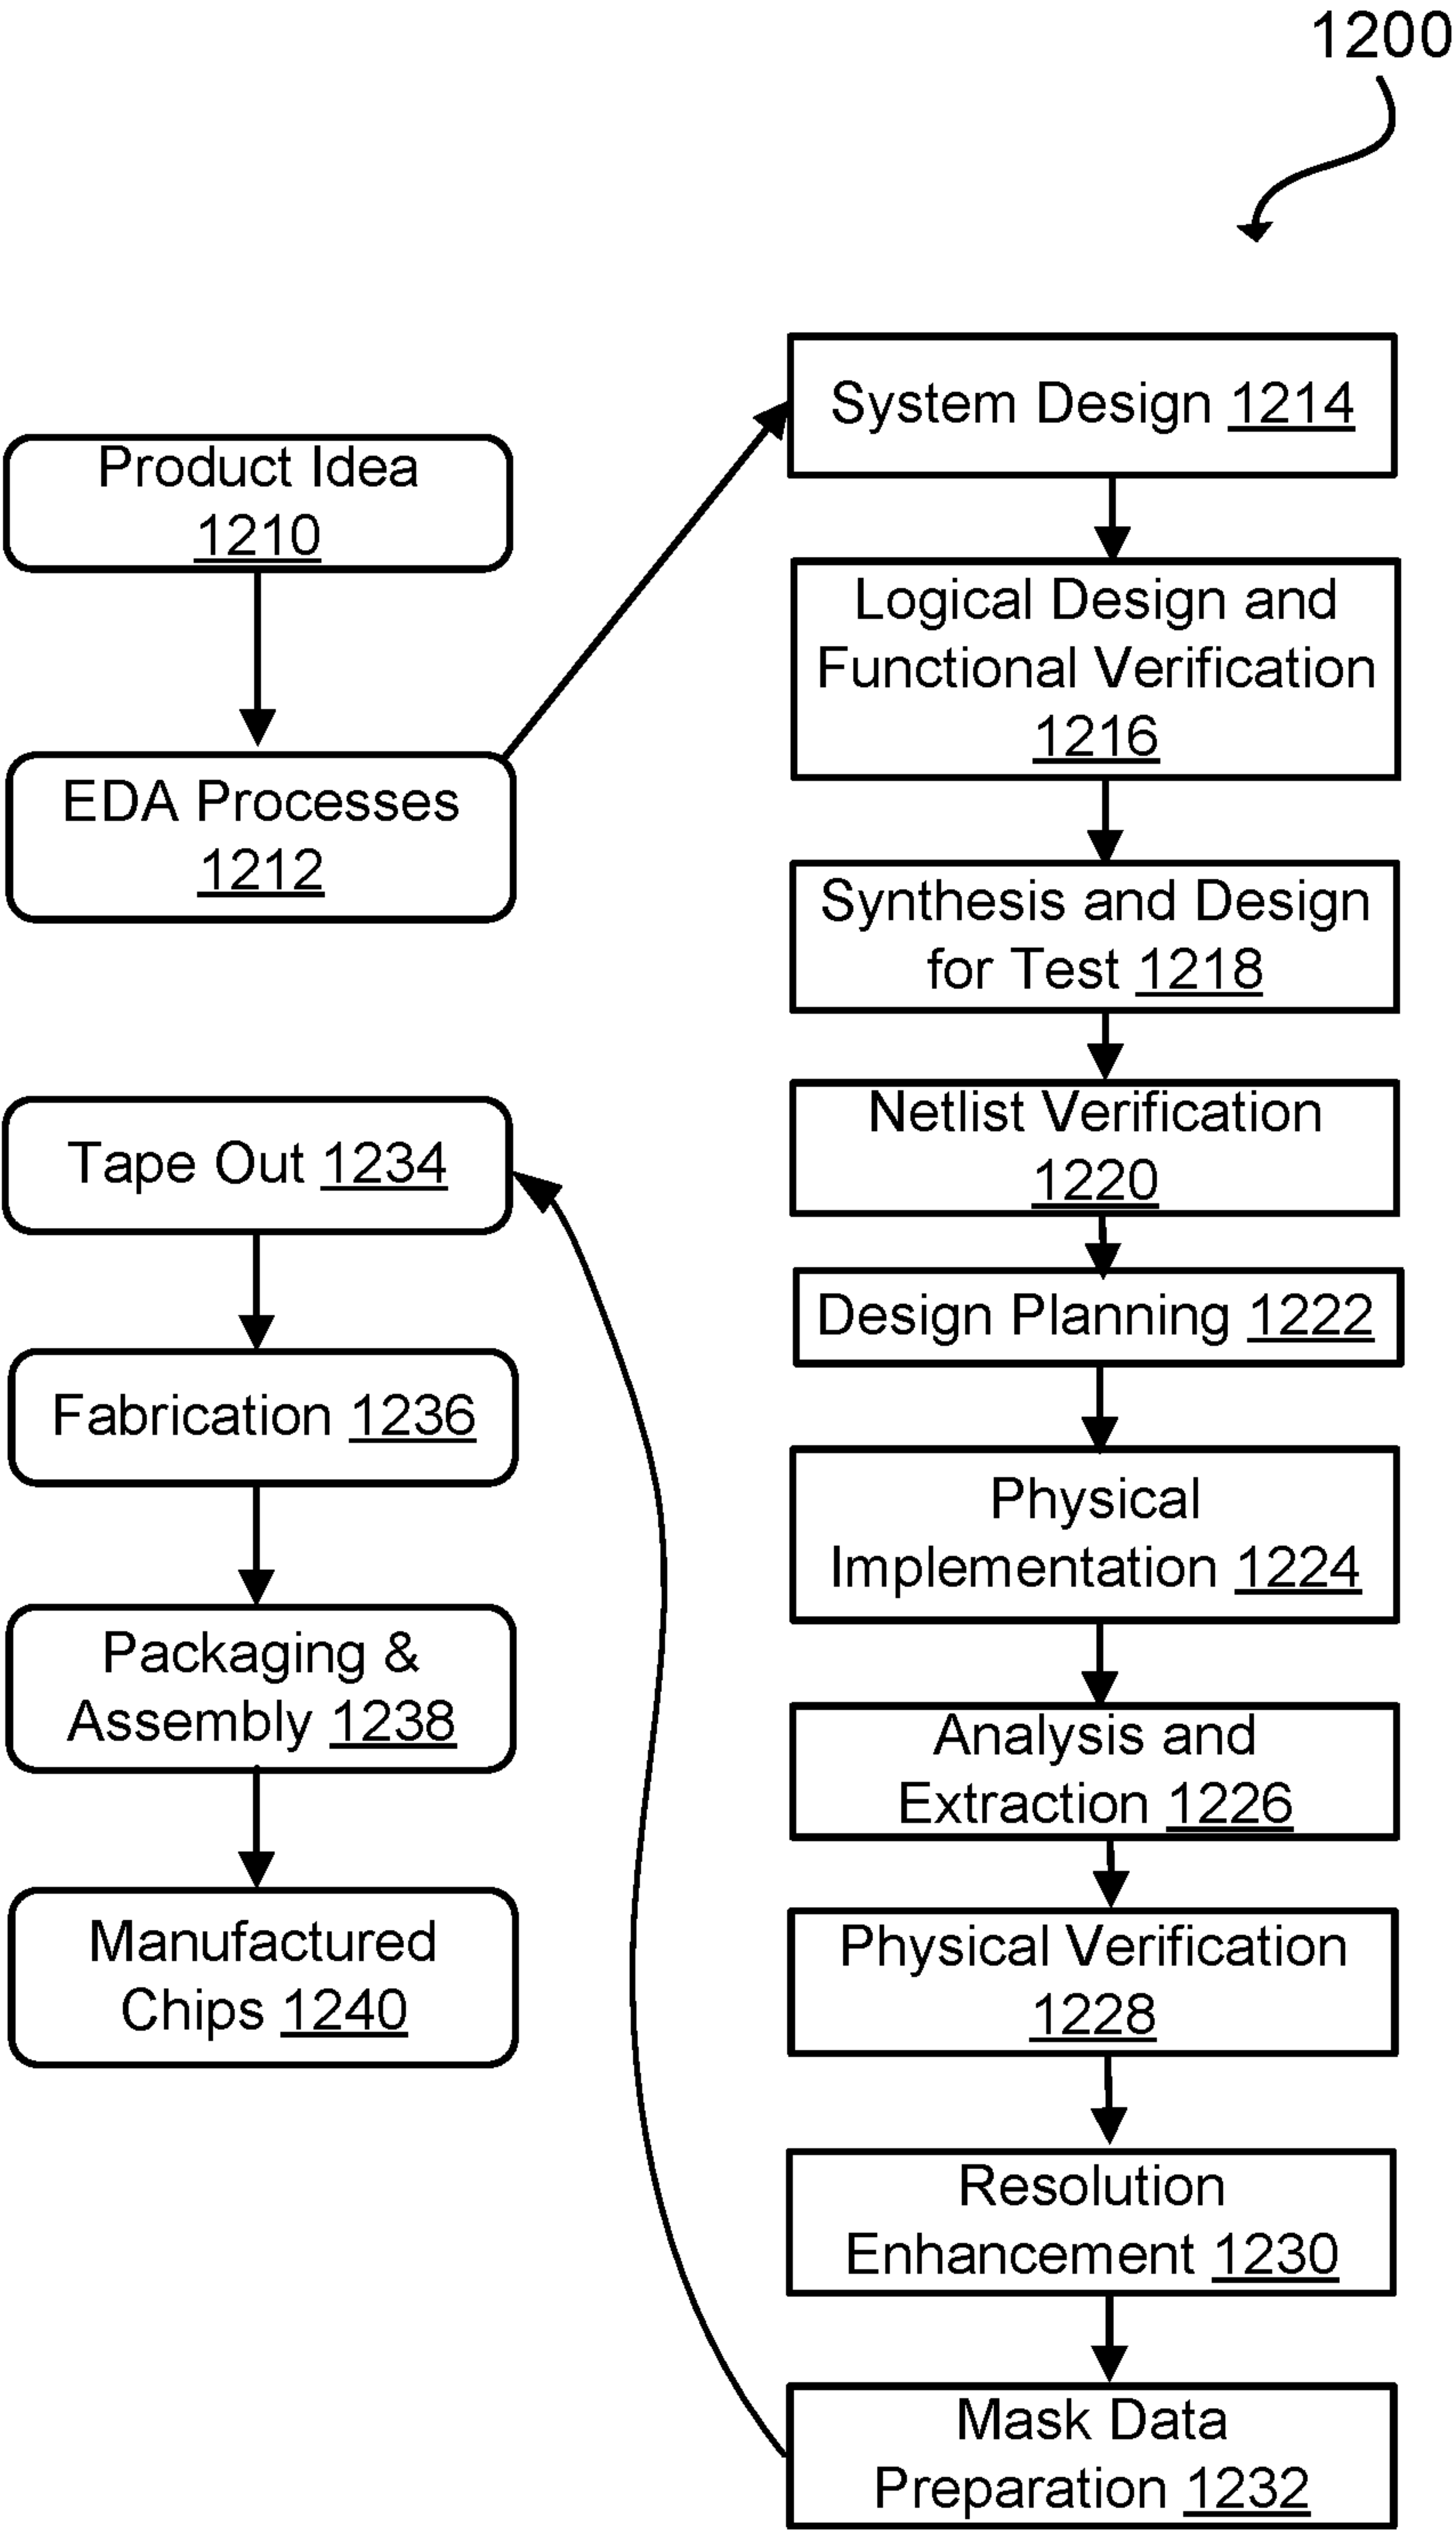 1200
Product Idea
1210
EDA Processes
1212
System Design 1214
Logical Design and
Functional Verification
1216
Synthesis and Design
for Test 1218
Netlist Verification
1220
Design Planning 1222
Physical
Implementation 1224
Analysis and
Extraction 1226
Physical Verification
1228
Resolution
Enhancement 1230
Mask Data
Preparation 1232
Tape Out 1234
Fabrication 1236
Packaging &
Assembly 1238
Manufactured
Chips 1240